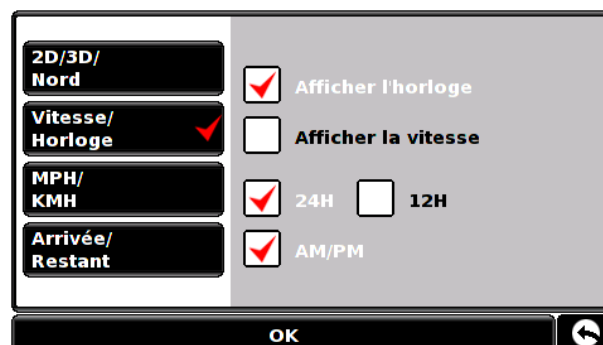 2D/3D/
Nord
Vitesse/
Horloge
MPH/
KMH
Arrivée/
Restant
Afficher l'horloge
Afficher la vitesse
24H 12H
AM/PM
OK